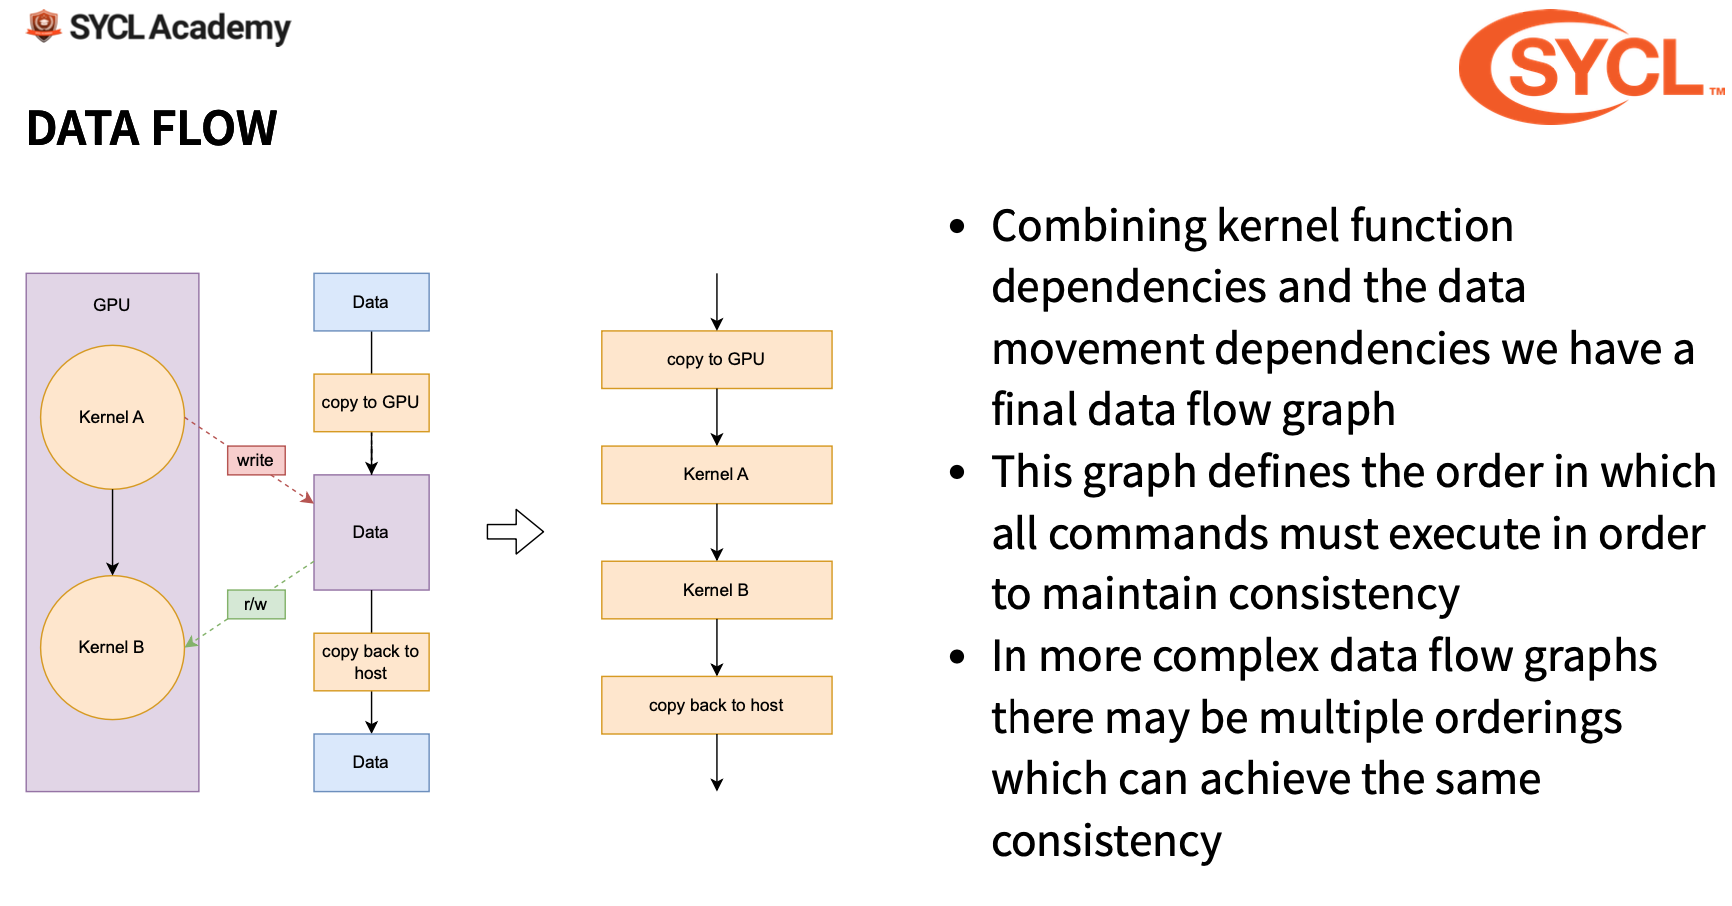 SYCL Academy
SYCL™
DATA FLOW
GPU
Kernel A
Kernel B
write
r/w
Data
copy to GPU
Data
copy back to
host
Data
copy to GPU
Kernel A
Kernel B
copy back to host
• Combining kernel function
dependencies and the data
movement dependencies we have a
final data flow graph
• This graph defines the order in which
all commands must execute in order
to maintain consistency
• In more complex data flow graphs
there may be multiple orderings
which can achieve the same
consistency